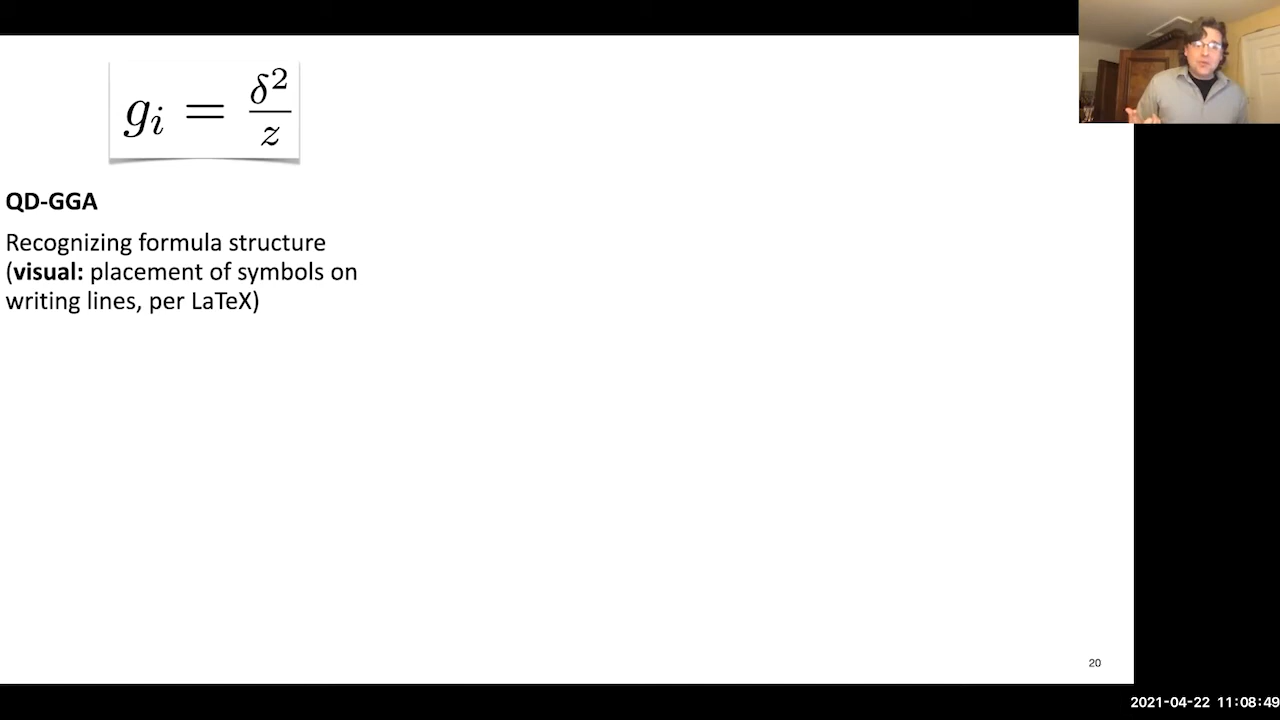 g_i = δ^2/z
QD-GGA
Recognizing formula structure
(visual: placement of symbols on
writing lines, per LaTeX)
20
2021-04-22 11:08:49